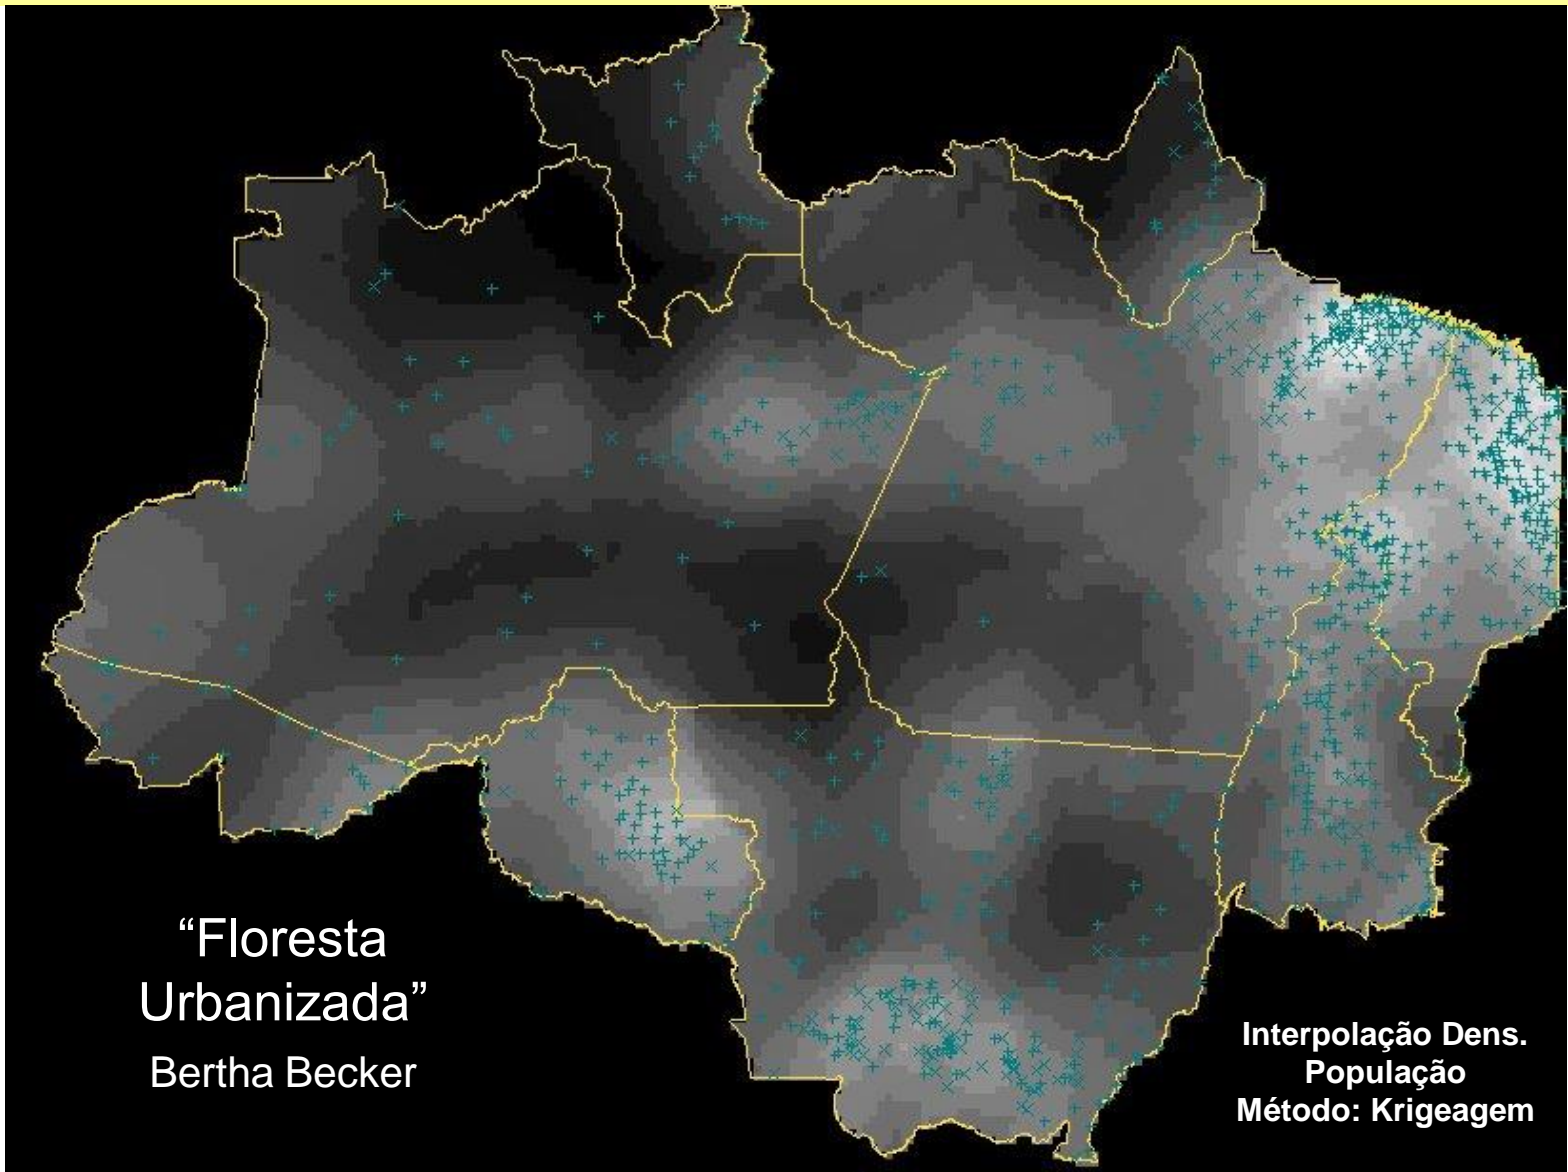 “Floresta
Urbanizada”
Bertha Becker
Interpolação Dens.
População
Método: Krigeagem